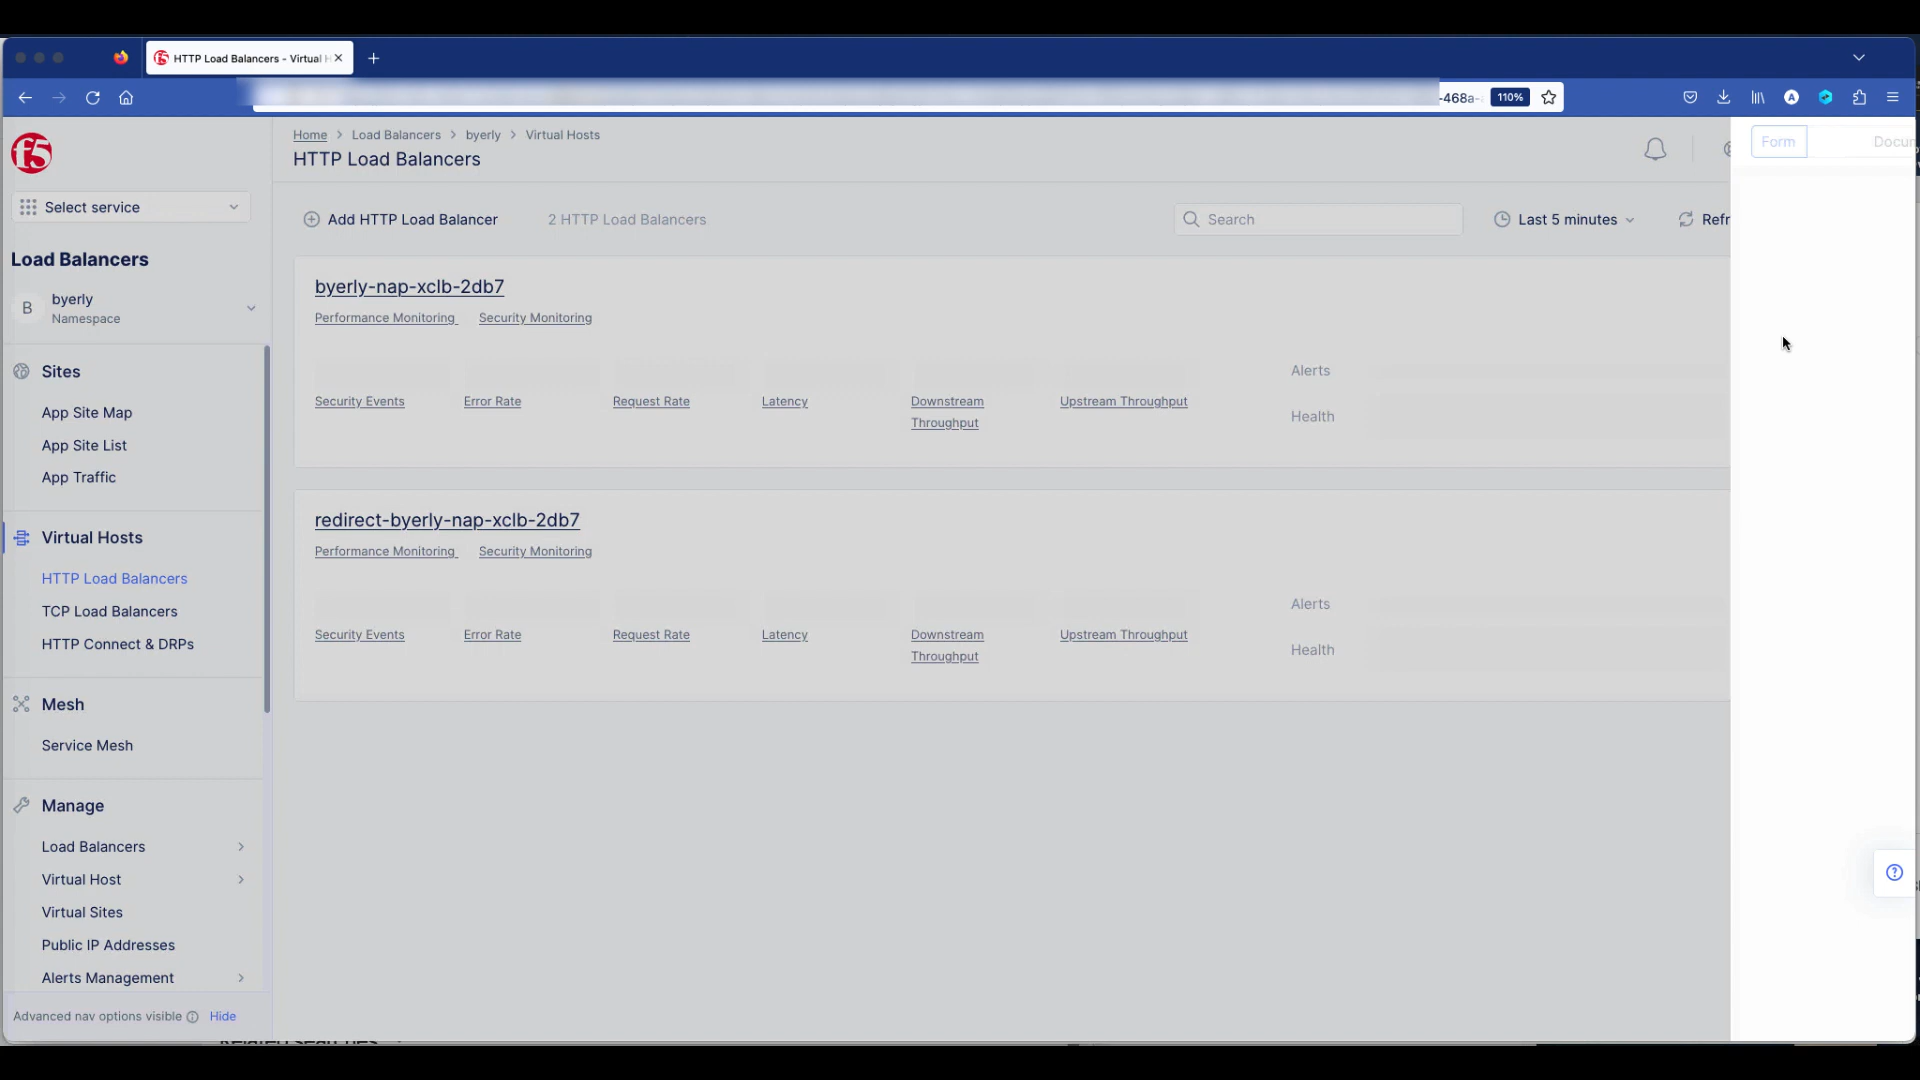 HTTP Load Balancers - Virtual H
-468a-
110%
A
Form
Docu
f5
Select service
Load Balancers
B
byerly
Namespace
Sites
App Site Map
App Site List
App Traffic
Virtual Hosts
HTTP Load Balancers
TCP Load Balancers
HTTP Connect & DRPs
Mesh
Service Mesh
Manage
Load Balancers
Virtual Host
Virtual Sites
Public IP Addresses
Alerts Management
Advanced nav options visible Hide
Home > Load Balancers > byerly > Virtual Hosts
HTTP Load Balancers
Add HTTP Load Balancer
2 HTTP Load Balancers
Search
Last 5 minutes
Refr
byerly-nap-xclb-2db7
Performance Monitoring Security Monitoring
Security Events
Error Rate
Request Rate
Latency
Downstream
Throughput
Upstream Throughput
Alerts
Health
redirect-byerly-nap-xclb-2db7
Performance Monitoring Security Monitoring
Security Events
Error Rate
Request Rate
Latency
Downstream
Throughput
Upstream Throughput
Alerts
Health